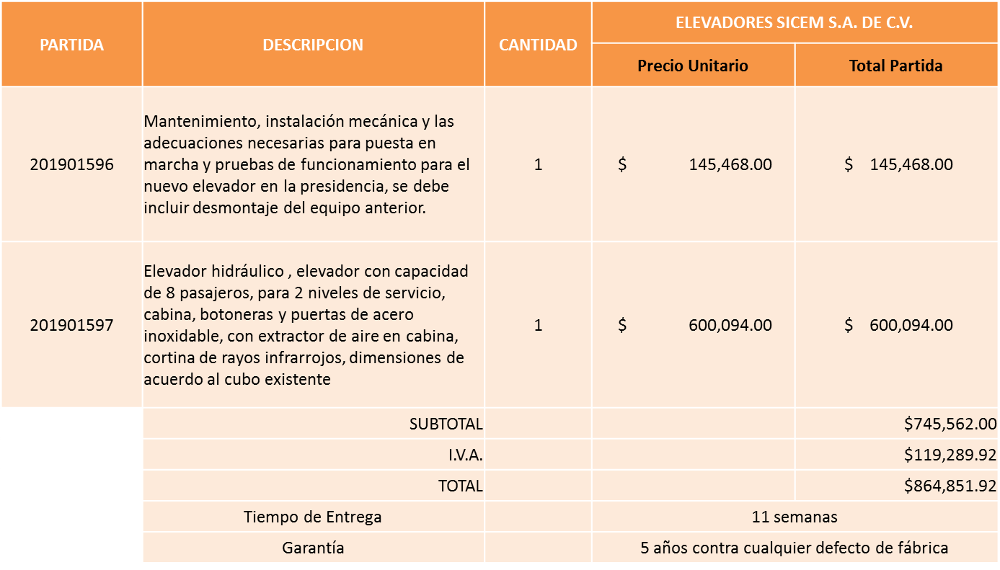 PARTIDA
DESCRIPCION
CANTIDAD
ELEVADORES SICEM S.A. DE C.V.
Precio Unitario
Total Partida
201901596
Mantenimiento, instalación mecánica y las
adecuaciones necesarias para puesta en
marcha y pruebas de funcionamiento para el
nuevo elevador en la presidencia, se debe
incluir desmontaje del equipo anterior.
1
$ 145,468.00
$ 145,468.00
201901597
Elevador hidráulico , elevador con capacidad
de 8 pasajeros, para 2 niveles de servicio,
cabina, botoneras y puertas de acero
inoxidable, con extractor de aire en cabina,
cortina de rayos infrarrojos, dimensiones de
acuerdo al cubo existente
1
$ 600,094.00
$ 600,094.00
SUBTOTAL
$745,562.00
I.V.A.
$119,289.92
TOTAL
$864,851.92
Tiempo de Entrega
11 semanas
Garantía
5 años contra cualquier defecto de fábrica